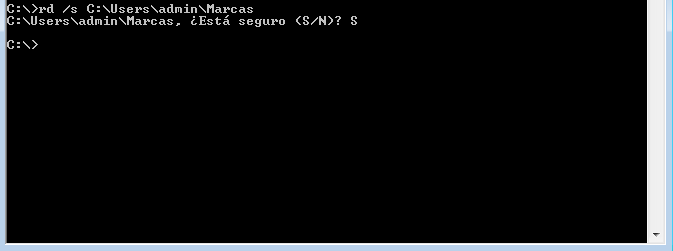 C:\>rd /s C:\Users\admin\Marcas
C:\Users\admin\Marcas, ¿Está seguro (S/N)? S
C:\>